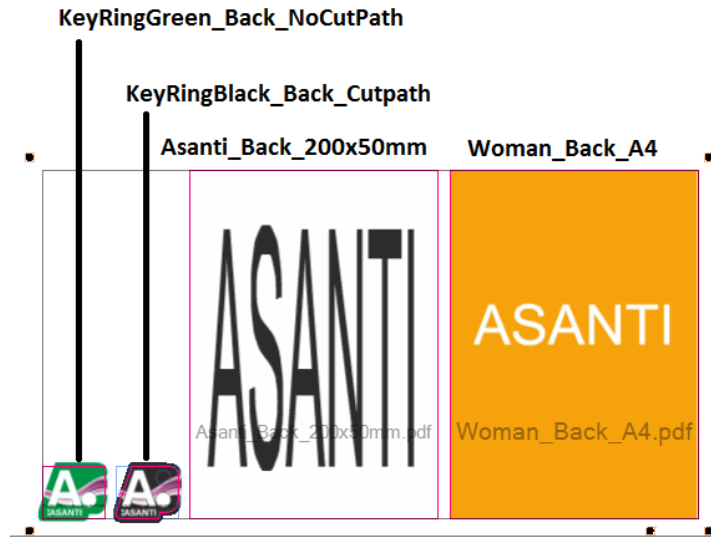 KeyRingGreen_Back_NoCutPath
KeyRingBlack_Back_Cutpath
Asanti_Back_200x50mm
Woman_Back_A4
ASANTI
ASANTI
Asanti_Back_200x50mm.pdf
Woman_Back_A4.pdf
A.
A.
ASANTI
ASANTI